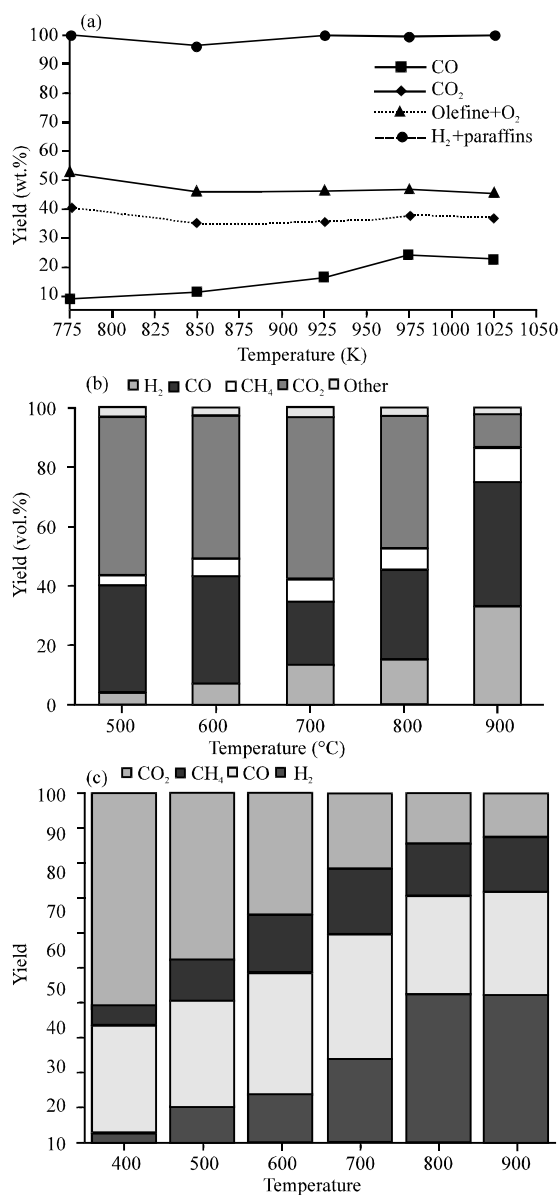 (a)
100
90
80
70
60
50
40
30
20
10
Yield (wt.%)
CO
CO₂
Olefine+O₂
H₂+paraffins
775 800 850 875 900 925 950 975 1000 1025 1050
Temperature (K)
(b) H₂ CO CH₄ CO₂ Other
100
80
60
40
20
0
Yield (vol.%)
500 600 700 800 900
Temperature (°C)
(c) CO₂ CH₄ CO H₂
100
90
80
70
60
50
40
30
20
10
Yield
400 500 600 700 800 900
Temperature